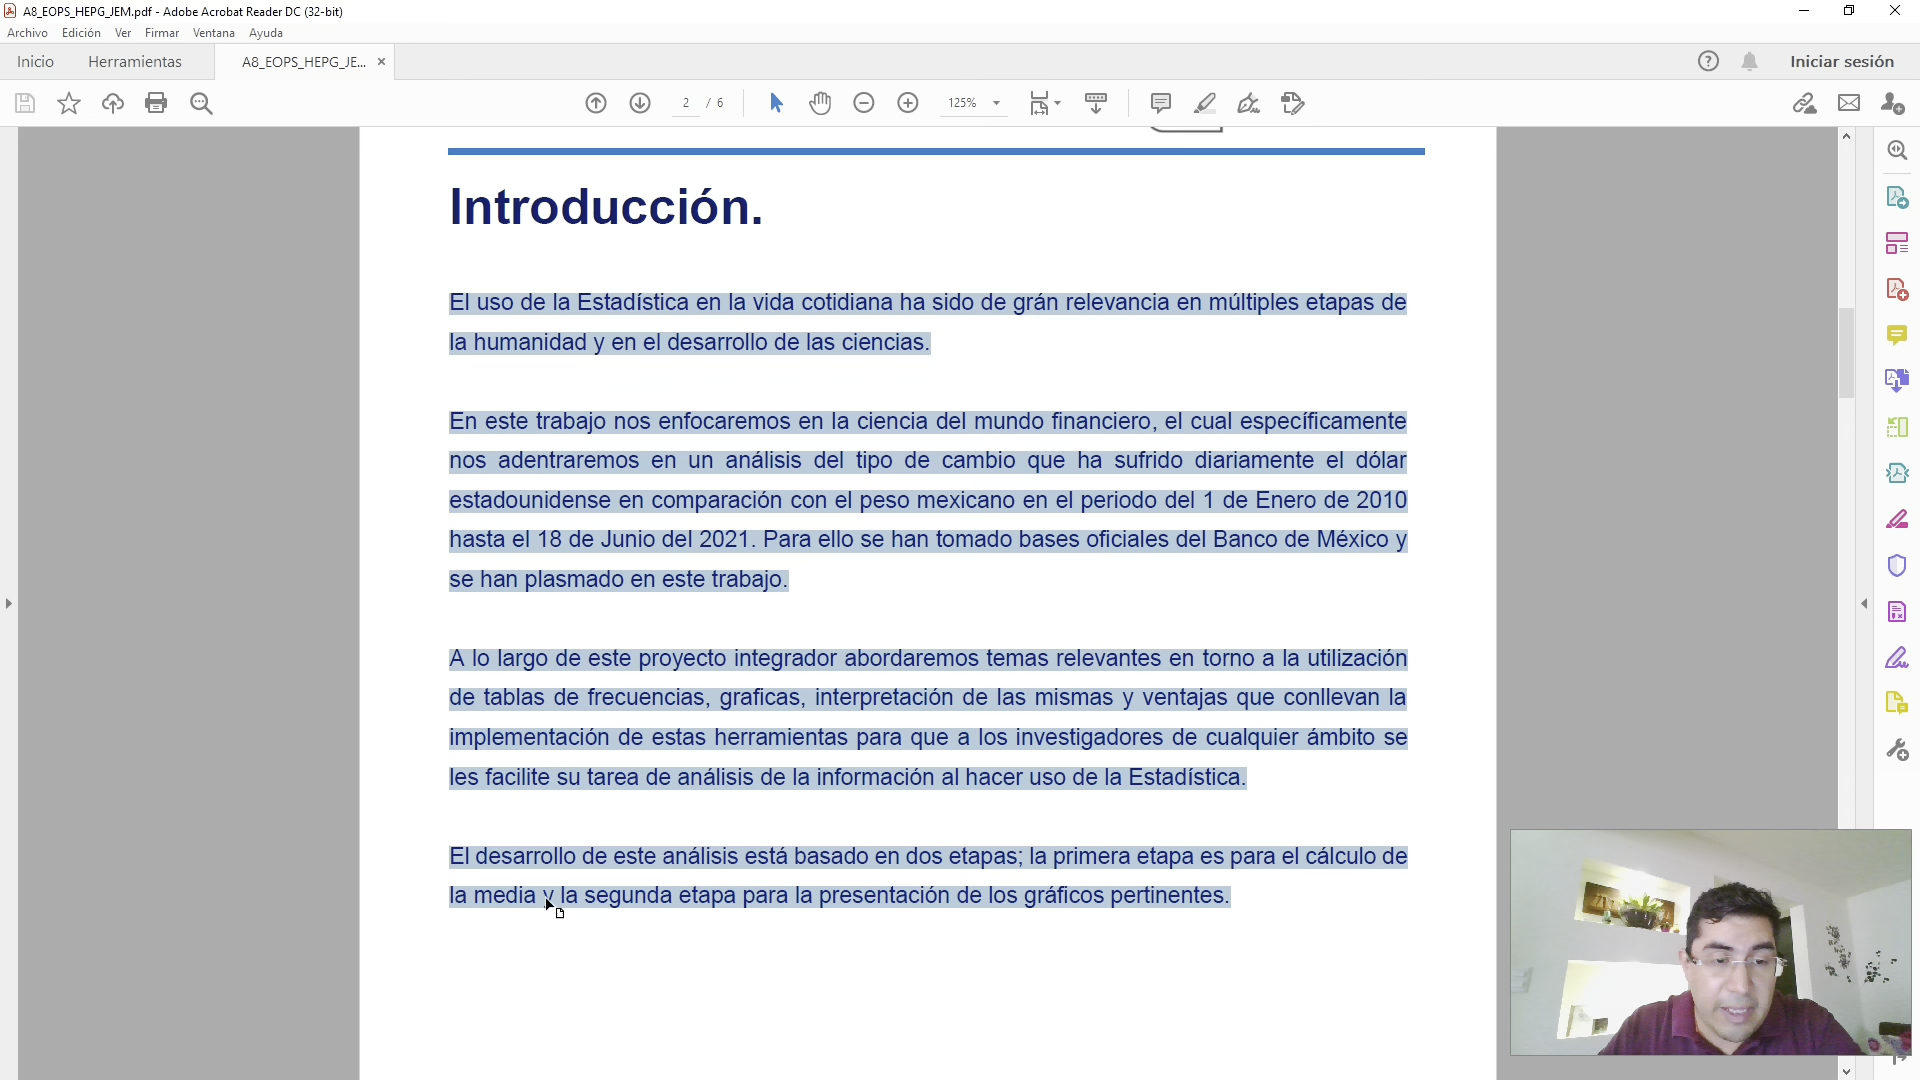 A8_EOPS_HEPG_JEM.pdf - Adobe Acrobat Reader DC (32-bit)
Archivo Edición Ver Firmar Ventana Ayuda
Inicio Herramientas A8_EOPS_HEPG_JE... Iniciar sesión
2 / 6 125%
Introducción.
El uso de la Estadística en la vida cotidiana ha sido de grán relevancia en múltiples etapas de
la humanidad y en el desarrollo de las ciencias.
En este trabajo nos enfocaremos en la ciencia del mundo financiero, el cual específicamente
nos adentraremos en un análisis del tipo de cambio que ha sufrido diariamente el dólar
estadounidense en comparación con el peso mexicano en el periodo del 1 de Enero de 2010
hasta el 18 de Junio del 2021. Para ello se han tomado bases oficiales del Banco de México y
se han plasmado en este trabajo.
A lo largo de este proyecto integrador abordaremos temas relevantes en torno a la utilización
de tablas de frecuencias, graficas, interpretación de las mismas y ventajas que conllevan la
implementación de estas herramientas para que a los investigadores de cualquier ámbito se
les facilite su tarea de análisis de la información al hacer uso de la Estadística.
El desarrollo de este análisis está basado en dos etapas; la primera etapa es para el cálculo de
la media y la segunda etapa para la presentación de los gráficos pertinentes.